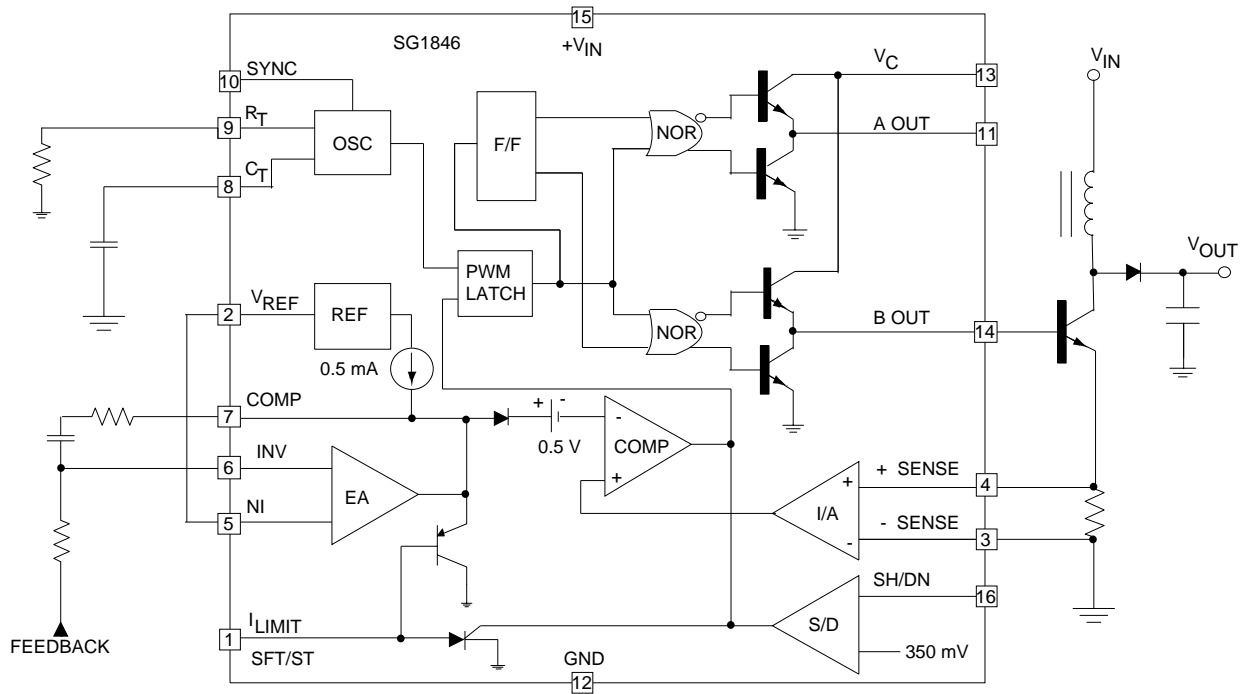 15
+VIN
SG1846
10
SYNC
VC
13
VIN
9
RT
OSC
F/F
NOR
A OUT
11
8
CT
PWM
LATCH
VOUT
2
VREF
REF
NOR
B OUT
14
0.5 mA
7
COMP
+ -
0.5 V
-
COMP
+
6
INV
EA
5
NI
I/A
+
-
+ SENSE
4
- SENSE
3
SH/DN
16
S/D
350 mV
1
ILIMIT
SFT/ST
FEEDBACK
GND
12